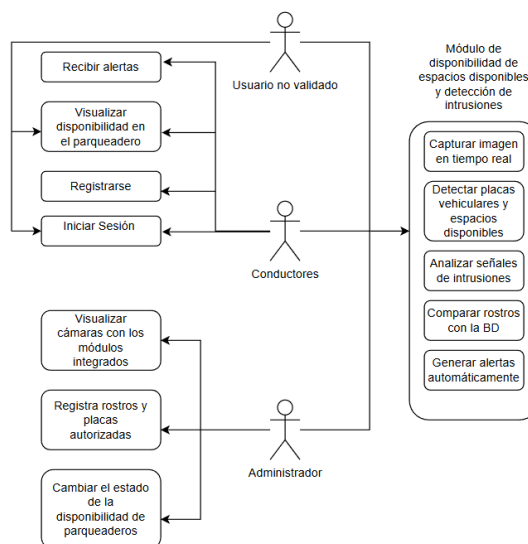 Usuario no validado
Recibir alertas
Visualizar
disponibilidad en
el parqueadero
Registrarse
Iniciar Sesión
Conductores
Visualizar
cámaras con los
módulos
integrados
Registra rostros y
placas
autorizadas
Cambiar el estado
de la
disponibilidad de
parqueaderos
Administrador
Módulo de
disponibilidad de
espacios disponibles
y detección de
intrusiones
Capturar imagen
en tiempo real
Detectar placas
vehiculares y
espacios
disponibles
Analizar señales
de intrusiones
Comparar rostros
con la BD
Generar alertas
automáticamente